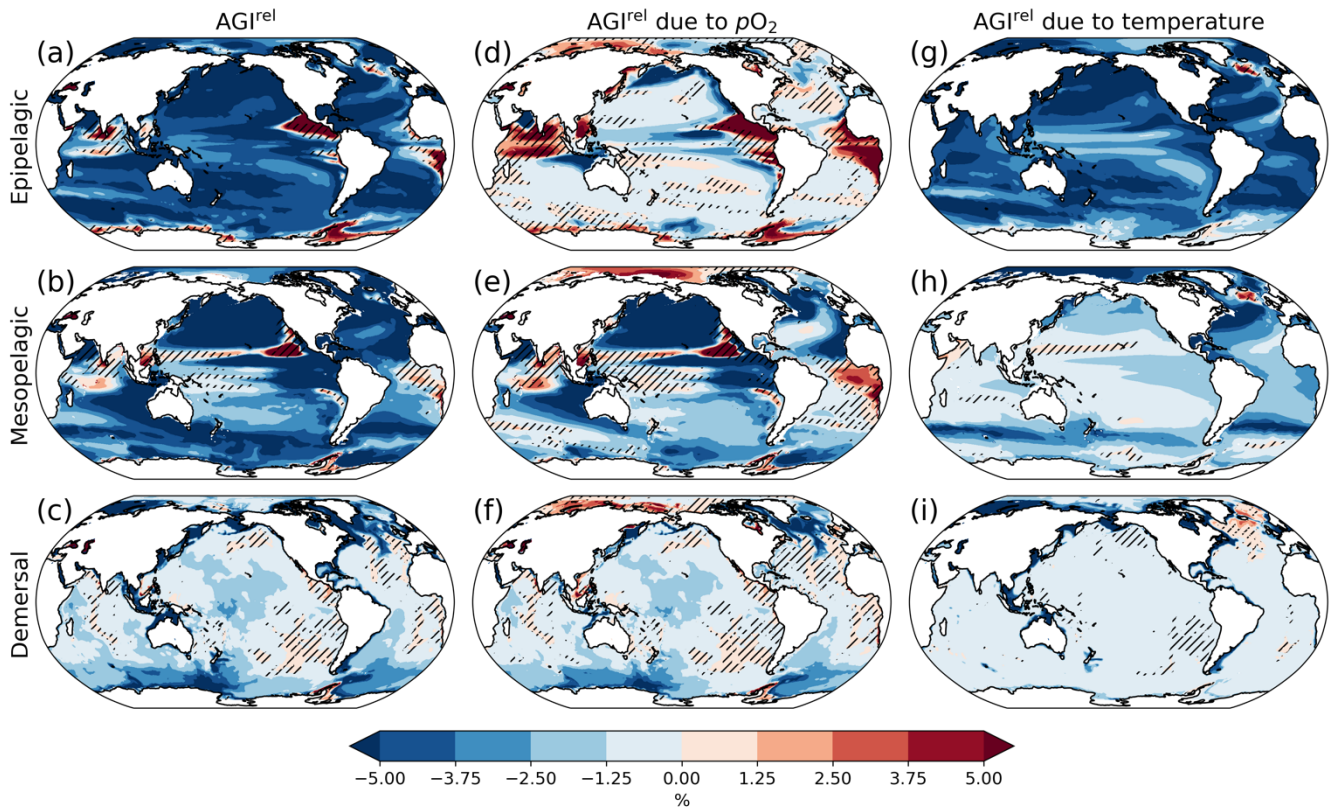 AGI^rel
AGI^rel due to pO₂
AGI^rel due to temperature
Epipelagic
(a)
(d)
(g)
Mesopelagic
(b)
(e)
(h)
Demersal
(c)
(f)
(i)
−5.00 −3.75 −2.50 −1.25 0.00 1.25 2.50 3.75 5.00
%